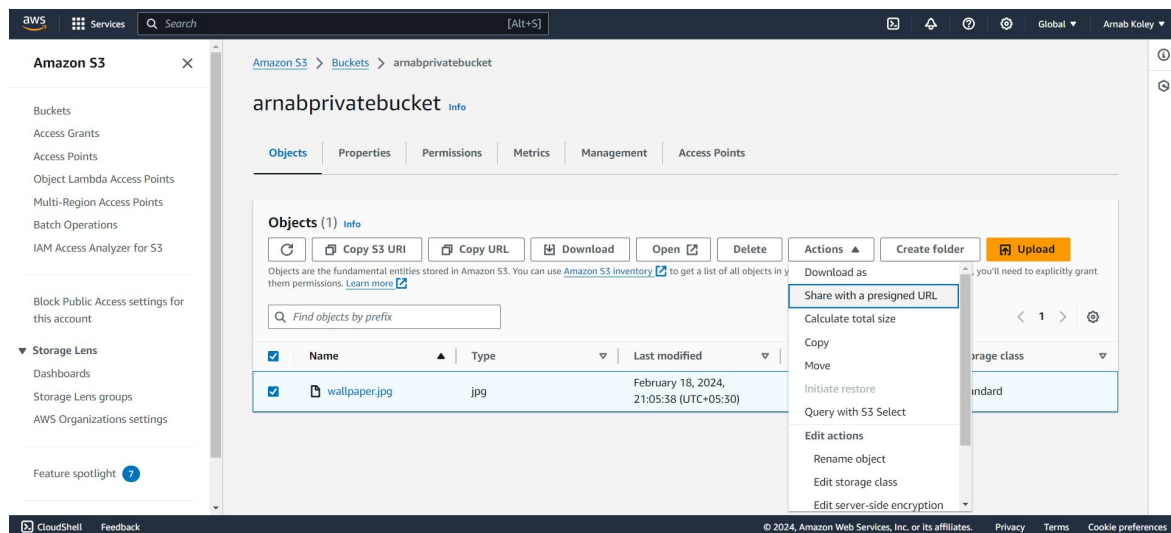 aws
Services
Search [Alt+S]
Global ▼
Arnab Koley ▼
Amazon S3
Buckets
Access Grants
Access Points
Object Lambda Access Points
Multi-Region Access Points
Batch Operations
IAM Access Analyzer for S3
Block Public Access settings for
this account
▼ Storage Lens
Dashboards
Storage Lens groups
AWS Organizations settings
Feature spotlight 7
Amazon S3 > Buckets > arnabprivatebucket
arnabprivatebucket Info
Objects Properties Permissions Metrics Management Access Points
Objects (1) Info
Copy S3 URI Copy URL Download Open Delete Actions ▲ Create folder Upload
Objects are the fundamental entities stored in Amazon S3. You can use Amazon S3 inventory to get a list of all objects in , you'll need to explicitly grant
them permissions. Learn more
Find objects by prefix
< 1 >
Name ▲ Type Last modified class
wallpaper.jpg jpg February 18, 2024,
21:05:38 (UTC+05:30)
Download as
Share with a presigned URL
Calculate total size
Copy
Move
Initiate restore
Query with S3 Select
Edit actions
Rename object
Edit storage class
Edit server-side encryption
CloudShell Feedback © 2024, Amazon Web Services, Inc. or its affiliates. Privacy Terms Cookie preferences